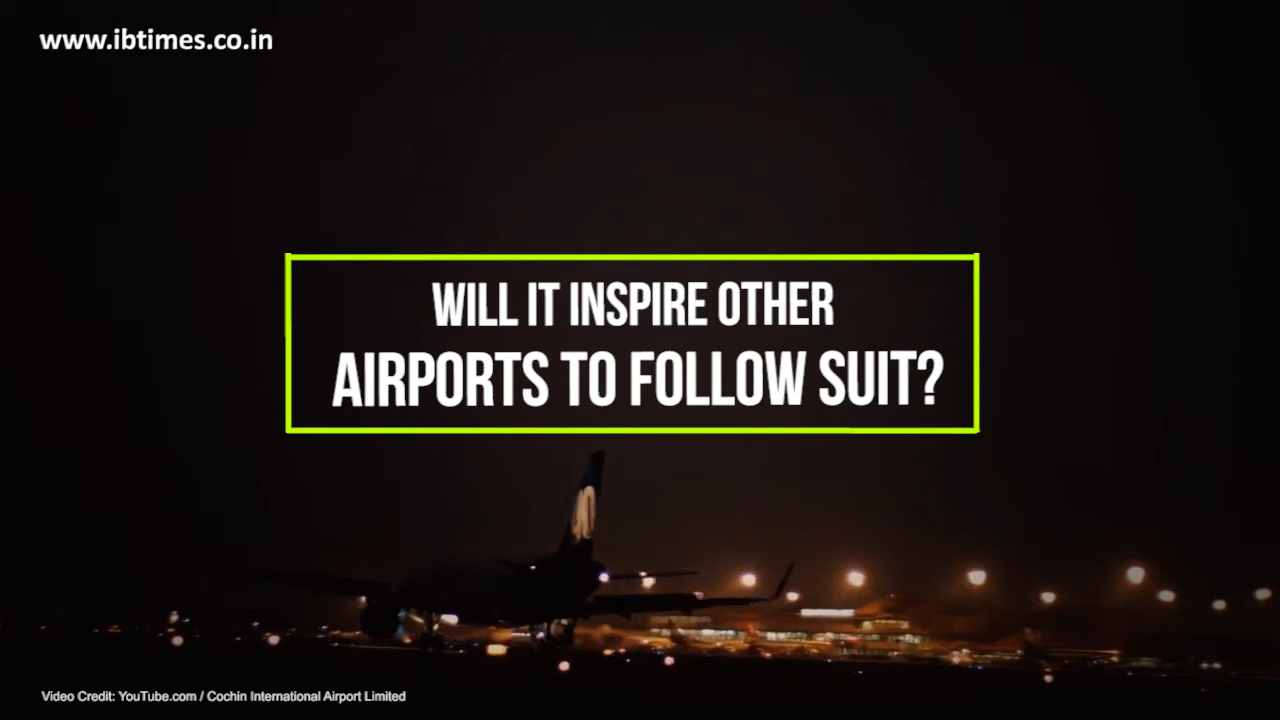 www.ibtimes.co.in
WILL IT INSPIRE OTHER
AIRPORTS TO FOLLOW SUIT?
Video Credit: YouTube.com / Cochin International Airport Limited